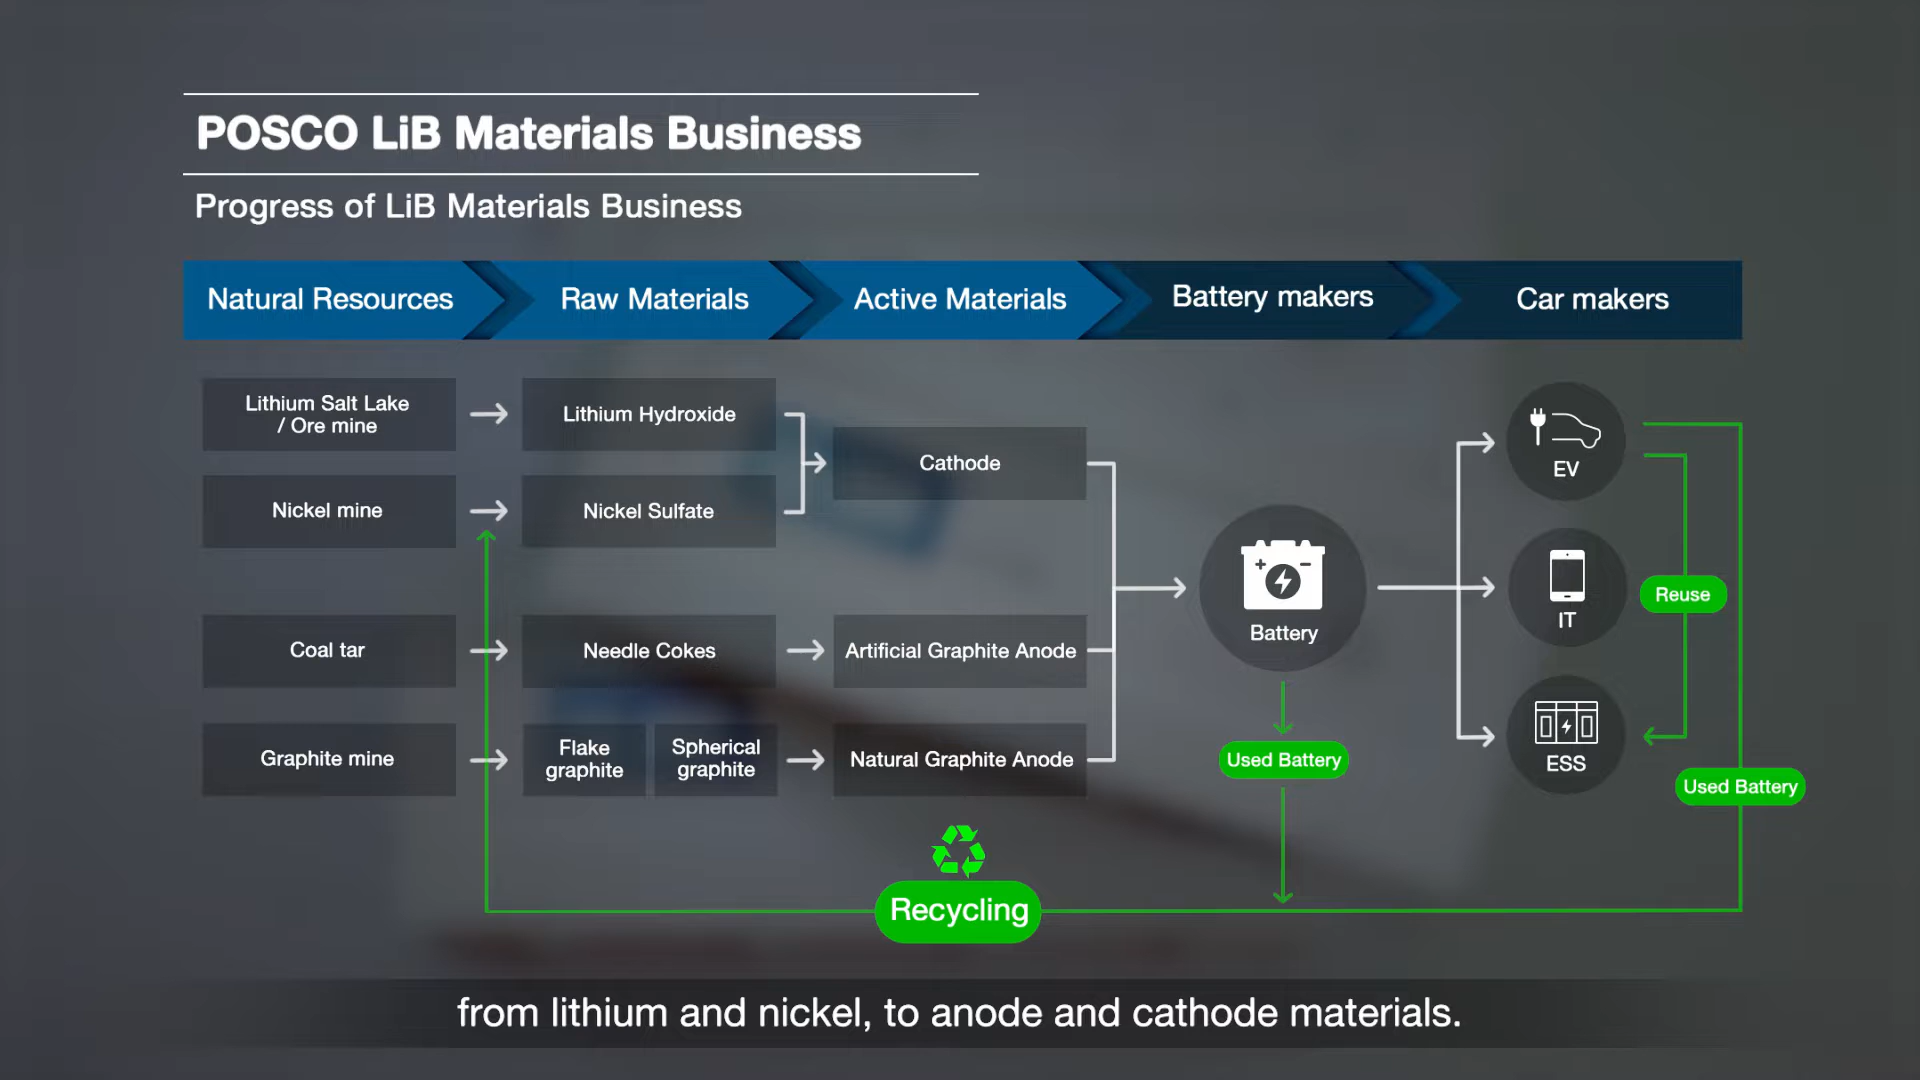 POSCO LiB Materials Business
Progress of LiB Materials Business
Natural Resources
Raw Materials
Active Materials
Battery makers
Car makers
Lithium Salt Lake
/ Ore mine
Lithium Hydroxide
Cathode
Nickel mine
Nickel Sulfate
Coal tar
Needle Cokes
Artificial Graphite Anode
Graphite mine
Flake
graphite
Spherical
graphite
Natural Graphite Anode
Battery
Used Battery
EV
IT
ESS
Reuse
Used Battery
Recycling
from lithium and nickel, to anode and cathode materials.